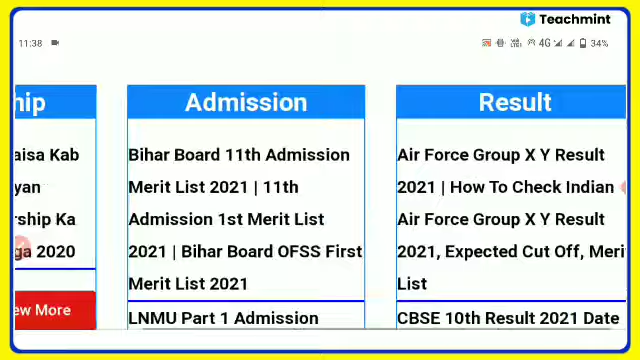 Teachmint
11:38
4G 34%
hip
Admission
Result
aisa Kab
yan
rship Ka
ga 2020
ew More
Bihar Board 11th Admission
Merit List 2021 | 11th
Admission 1st Merit List
2021 | Bihar Board OFSS First
Merit List 2021
LNMU Part 1 Admission
Air Force Group X Y Result
2021 | How To Check Indian
Air Force Group X Y Result
2021, Expected Cut Off, Meri
List
CBSE 10th Result 2021 Date